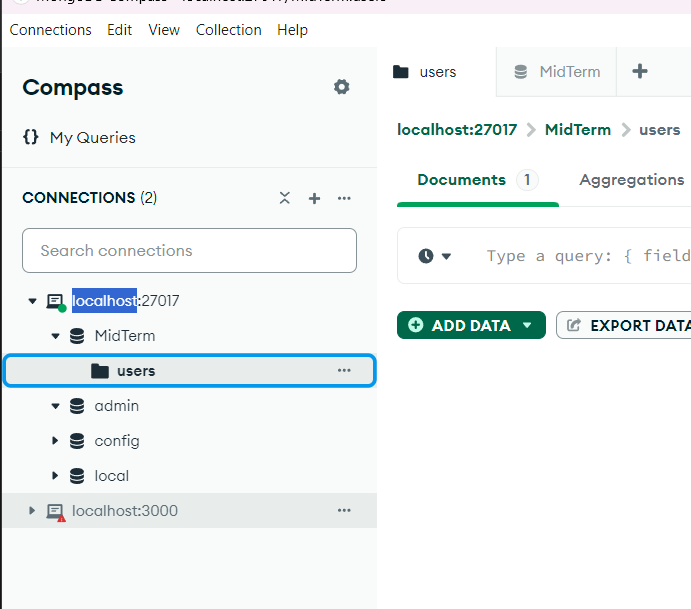 Connections Edit View Collection Help
Compass
users
MidTerm
{} My Queries
localhost:27017 > MidTerm > users
CONNECTIONS (2)
Documents 1
Aggregations
Search connections
Type a query: { field
localhost:27017
ADD DATA
EXPORT DATA
MidTerm
users
admin
config
local
localhost:3000